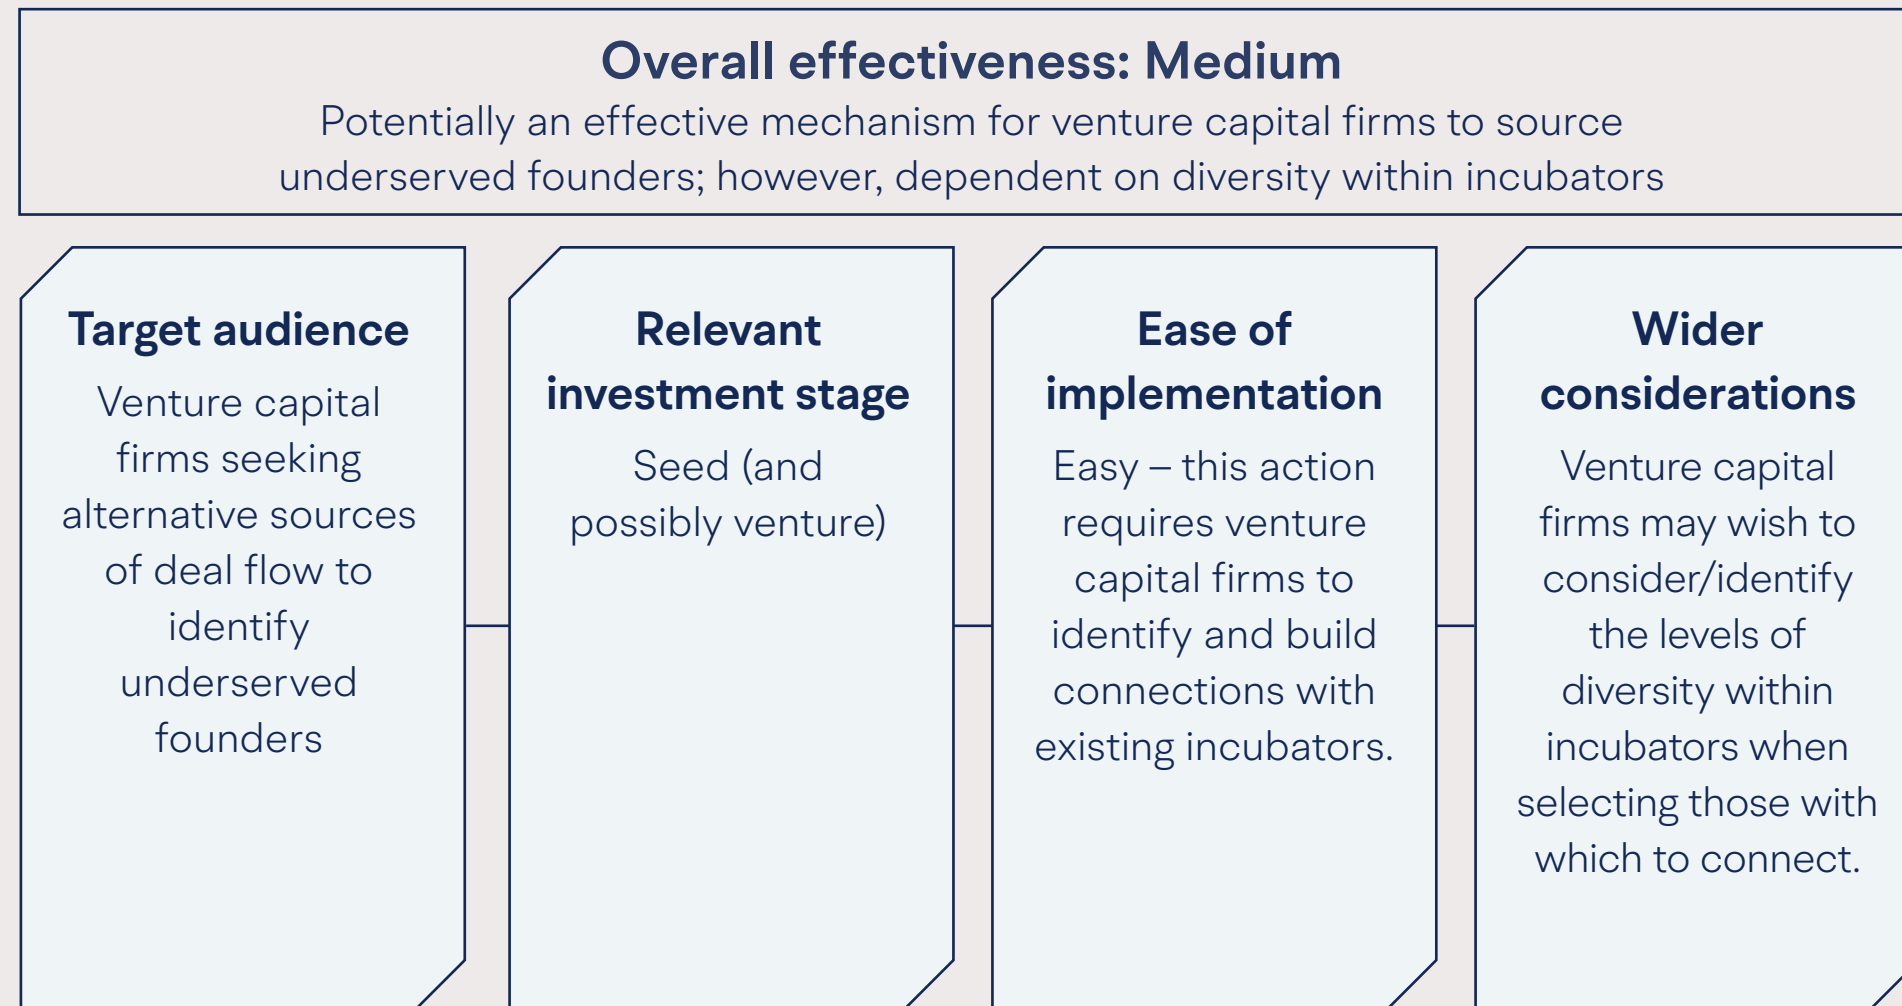 Overall effectiveness: Medium
Potentially an effective mechanism for venture capital firms to source
underserved founders; however, dependent on diversity within incubators
Target audience
Venture capital
firms seeking
alternative sources
of deal flow to
identify
underserved
founders
Relevant
investment stage
Seed (and
possibly venture)
Ease of
implementation
Easy – this action
requires venture
capital firms to
identify and build
connections with
existing incubators.
Wider
considerations
Venture capital
firms may wish to
consider/identify
the levels of
diversity within
incubators when
selecting those with
which to connect.